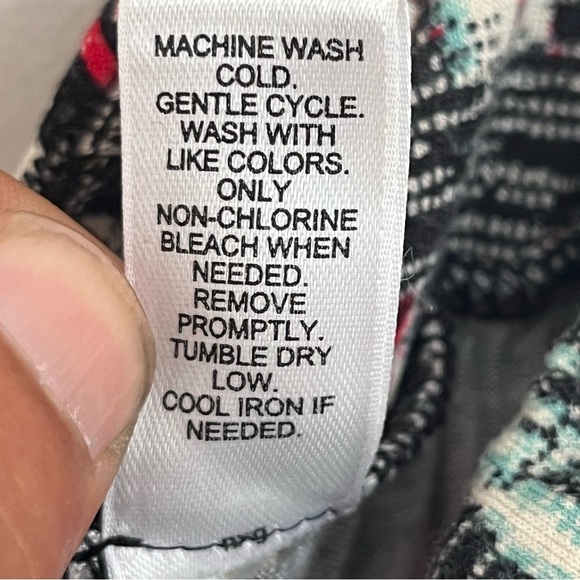 MACHINE WASH
COLD.
GENTLE CYCLE.
WASH WITH
LIKE COLORS.
ONLY
NON-CHLORINE
BLEACH WHEN
NEEDED.
REMOVE
PROMPTLY.
TUMBLE DRY
LOW.
COOL IRON IF
NEEDED.